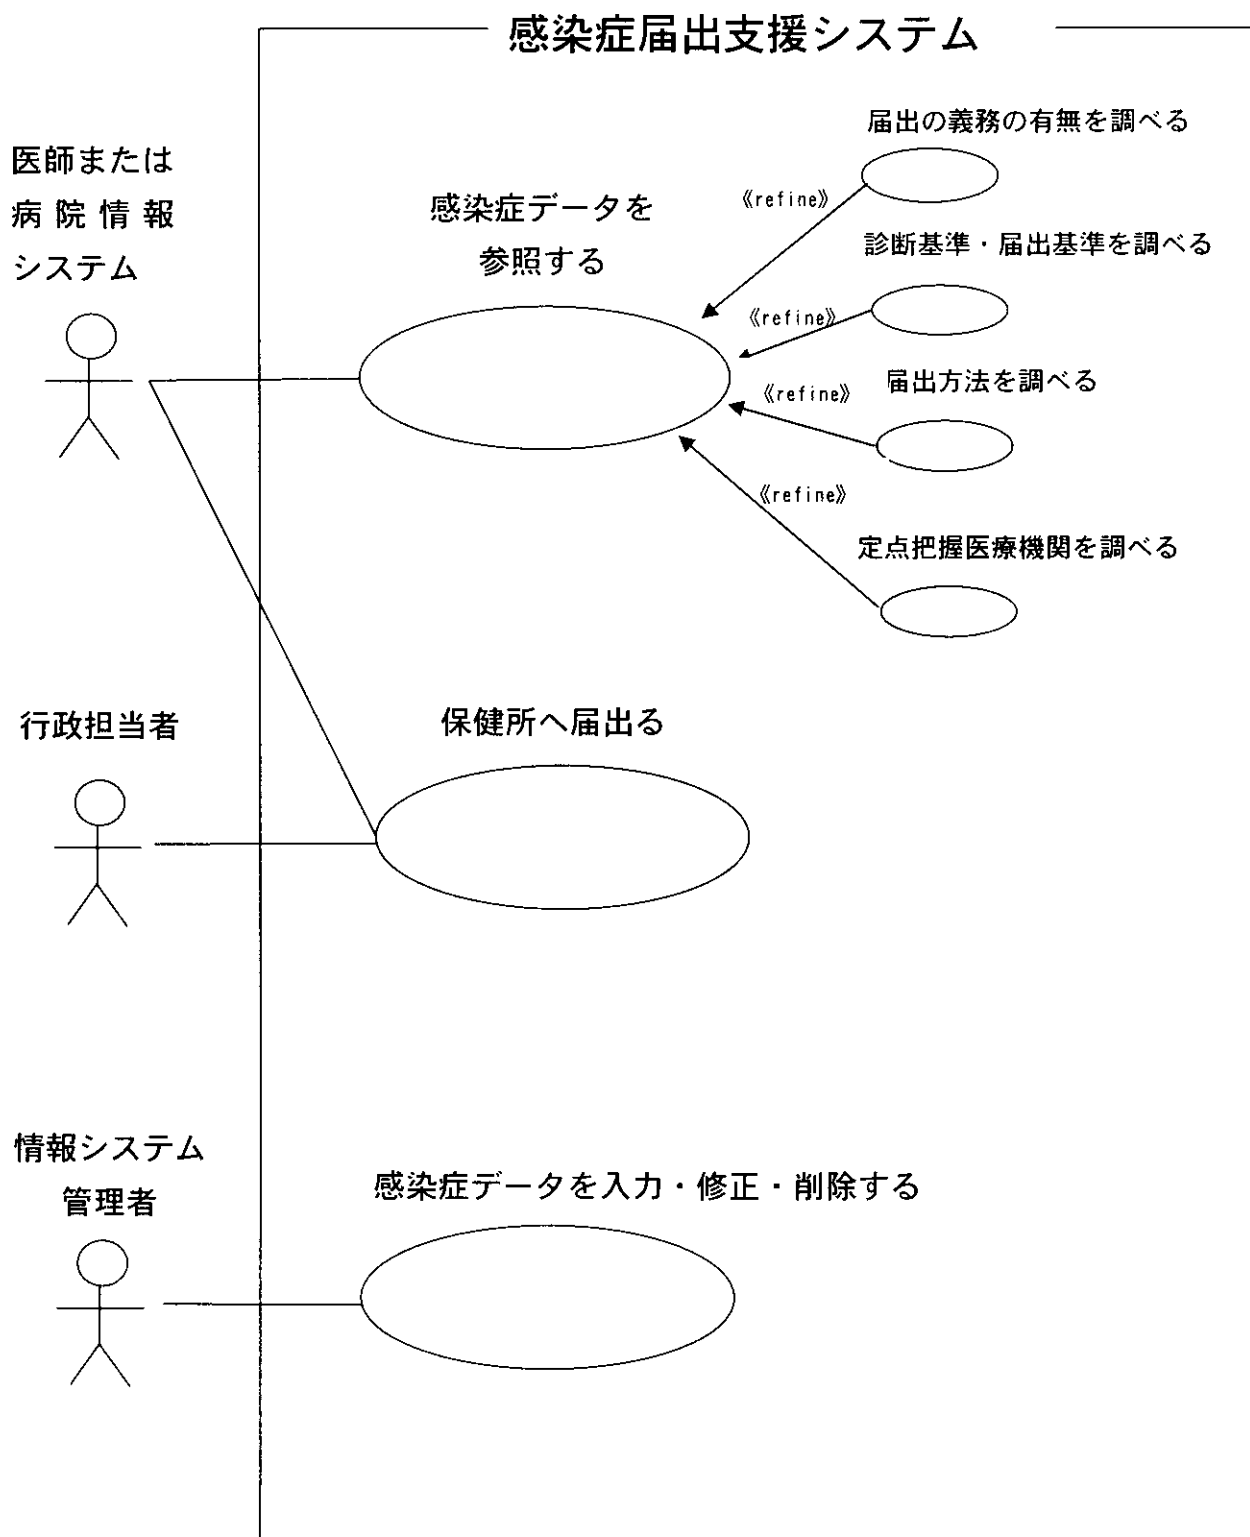 感染症届出支援システム
医師または
病院情報
システム
感染症データを
参照する
届出の義務の有無を調べる
《refine》
診断基準・届出基準を調べる
《refine》
届出方法を調べる
《refine》
《refine》
定点把握医療機関を調べる
行政担当者
保健所へ届出る
情報システム
管理者
感染症データを入力・修正・削除する